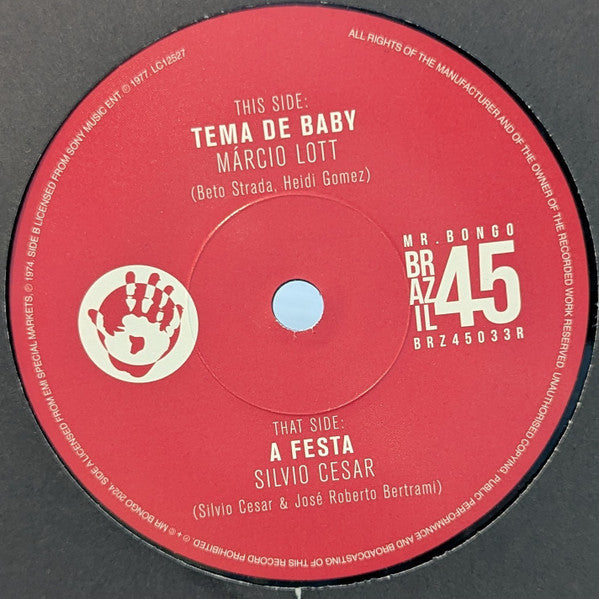 THIS SIDE:
TEMA DE BABY
MÁRCIO LOTT
(Beto Strada, Heidi Gomez)
MR.BONGO
BR
AZ
IL
45
BRZ45033R
THAT SIDE:
A FESTA
SILVIO CESAR
(Silvio Cesar & José Roberto Bertrami)
℗ + © MR BONGO 2024 SIDE A LICENSED FROM EMI SPECIAL MARKETS. ℗ 1974. SIDE B LICENSED FROM SONY MUSIC ENT. ℗ 1977. LC12527
ALL RIGHTS OF THE MANUFACTURER AND OF THE OWNER OF THE RECORDED WORK RESERVED. UNAUTHORISED COPYING, PUBLIC PERFORMANCE AND BROADCASTING OF THIS RECORD PROHIBITED.